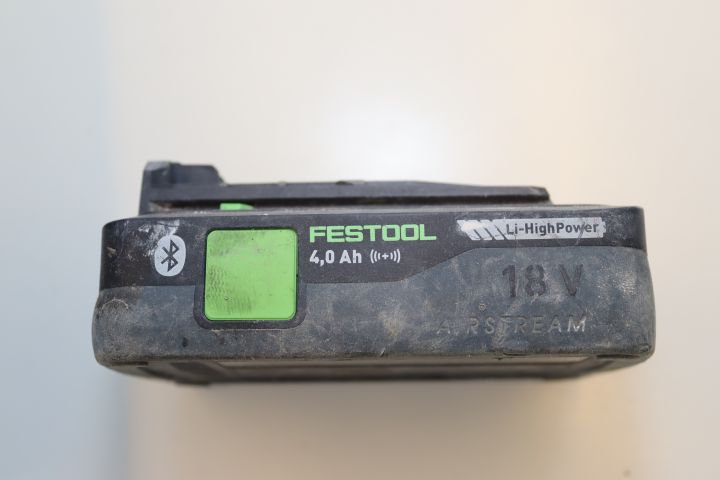 FESTOOL
4,0 Ah ((+))
Li-HighPower
18 V
AIRSTREAM